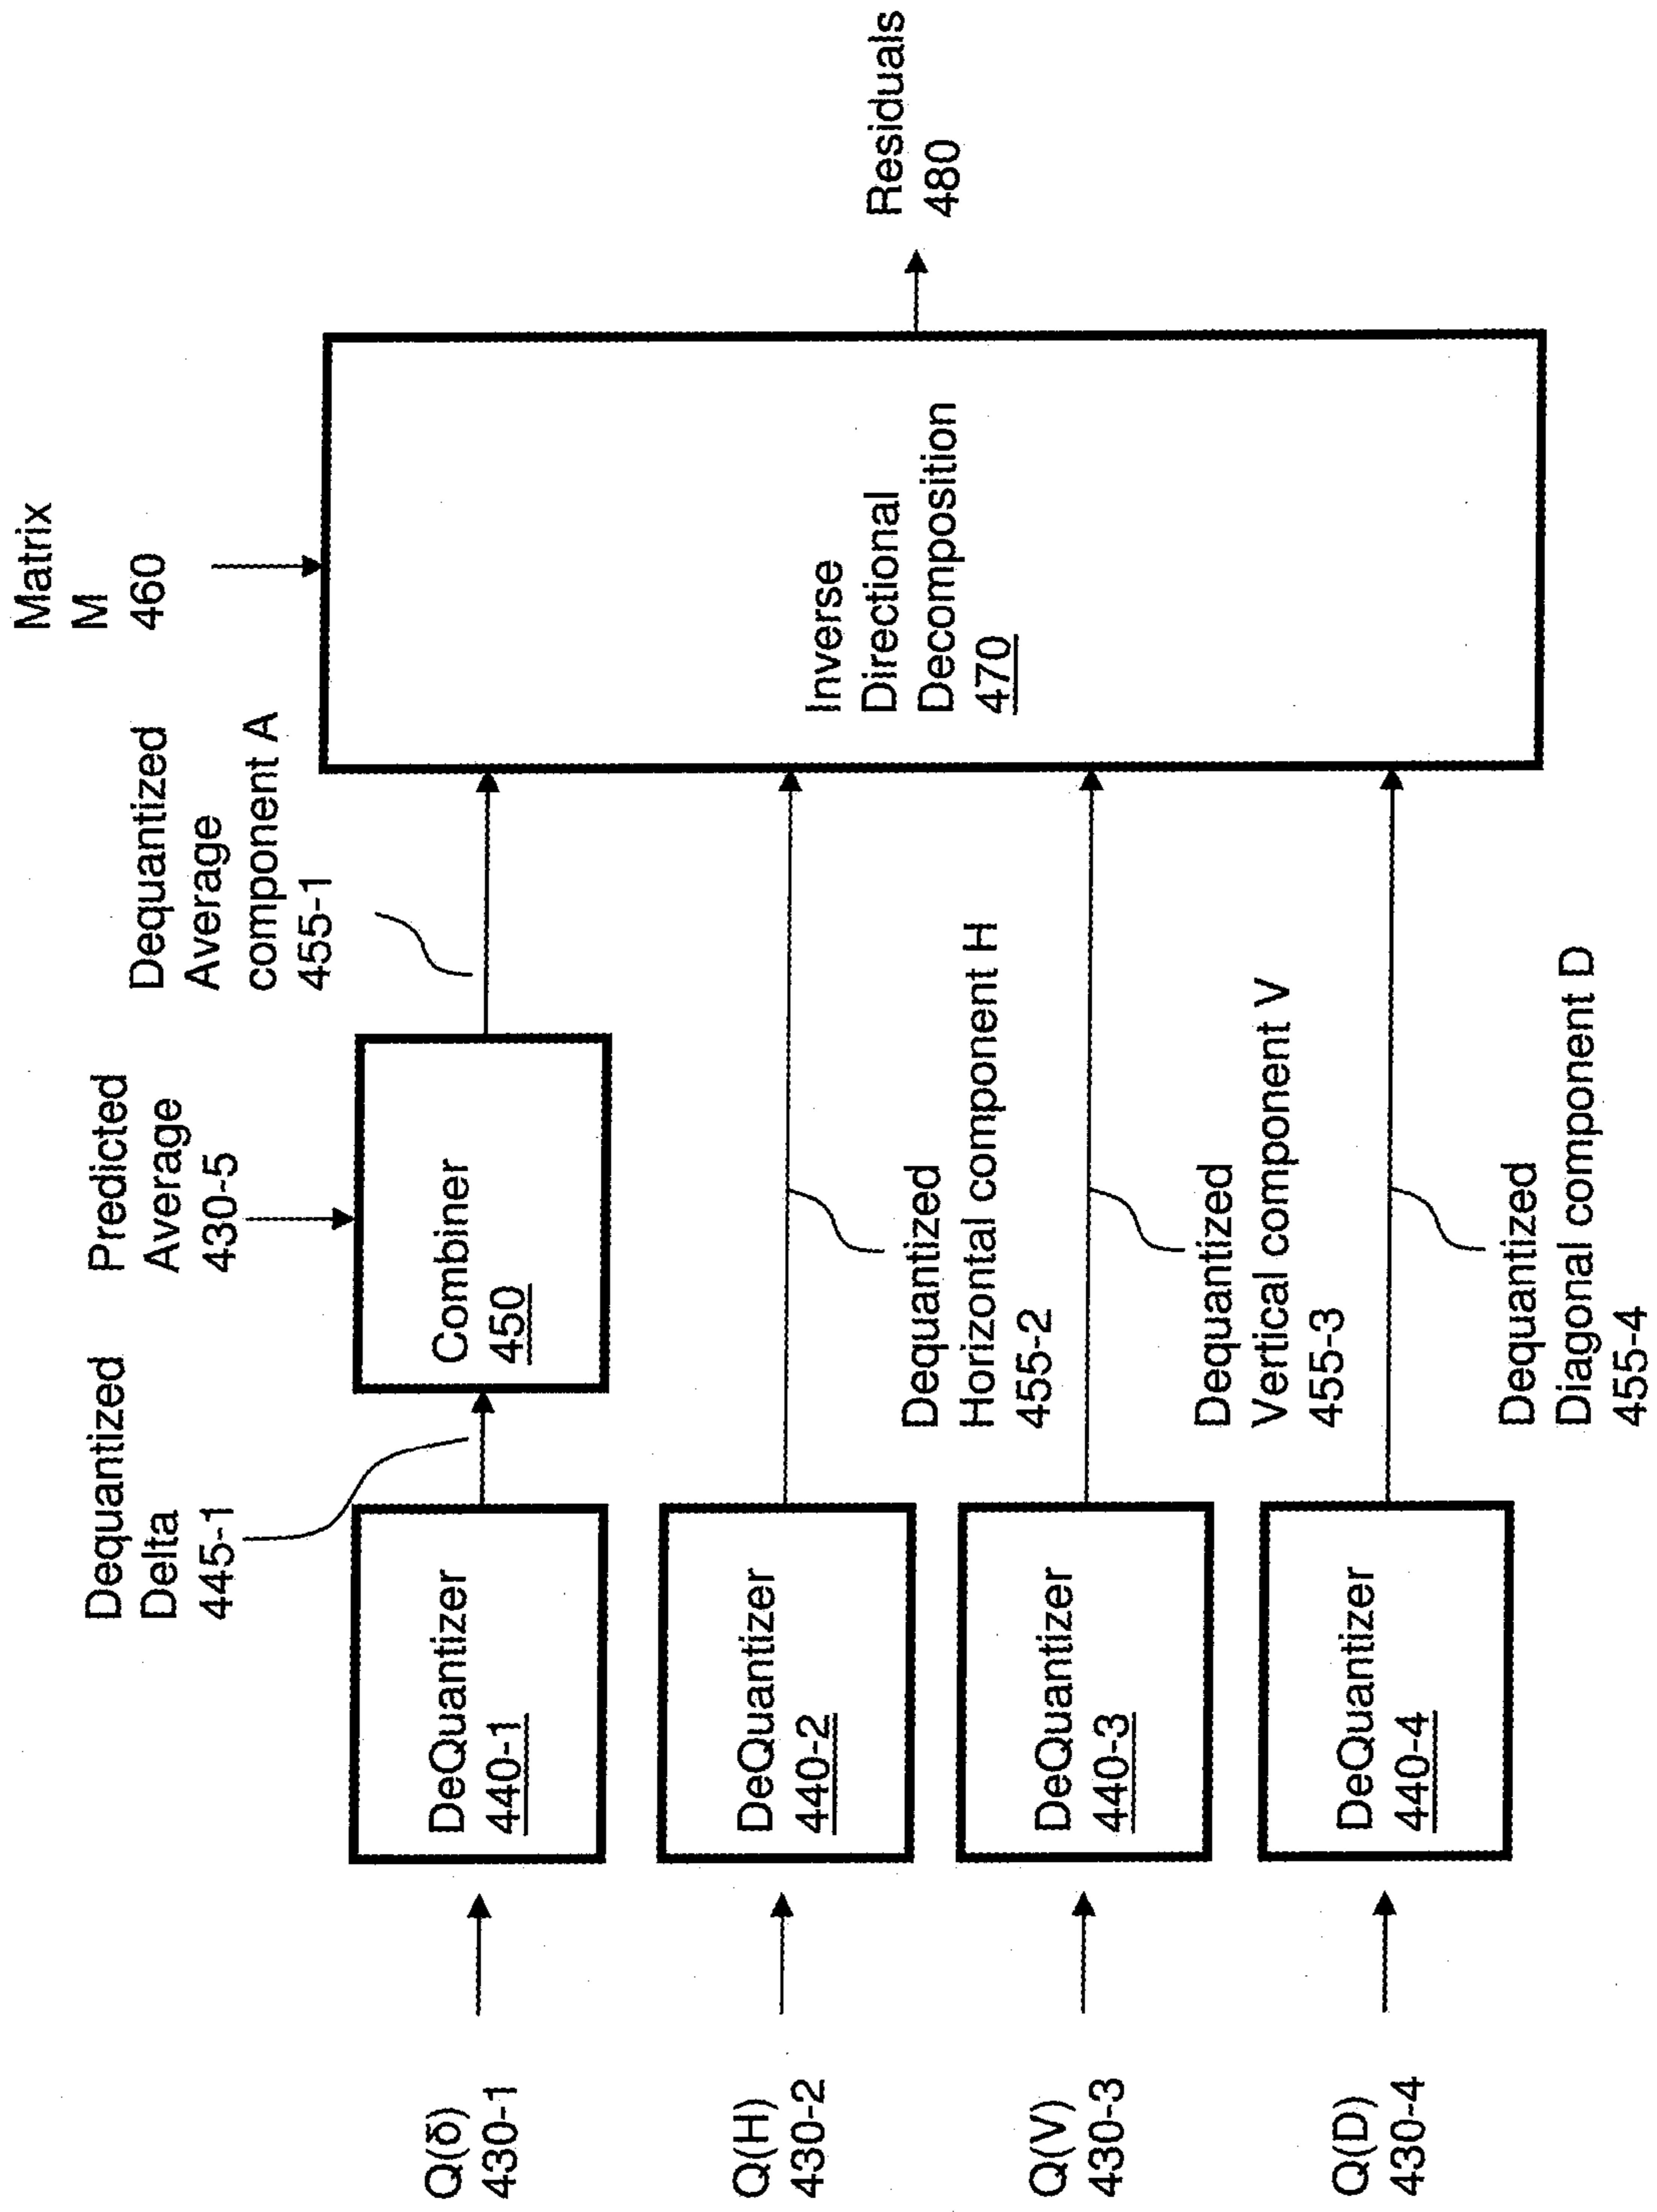 Q(δ)
430-1
Q(H)
430-2
Q(V)
430-3
Q(D)
430-4
DeQuantizer
440-1
DeQuantizer
440-2
DeQuantizer
440-3
DeQuantizer
440-4
Dequantized
Delta
445-1
Predicted
Average
430-5
Combiner
450
Dequantized
Average
component A
455-1
Dequantized
Horizontal component H
455-2
Dequantized
Vertical component V
455-3
Dequantized
Diagonal component D
455-4
Matrix
M
460
Inverse
Directional
Decomposition
470
Residuals
480